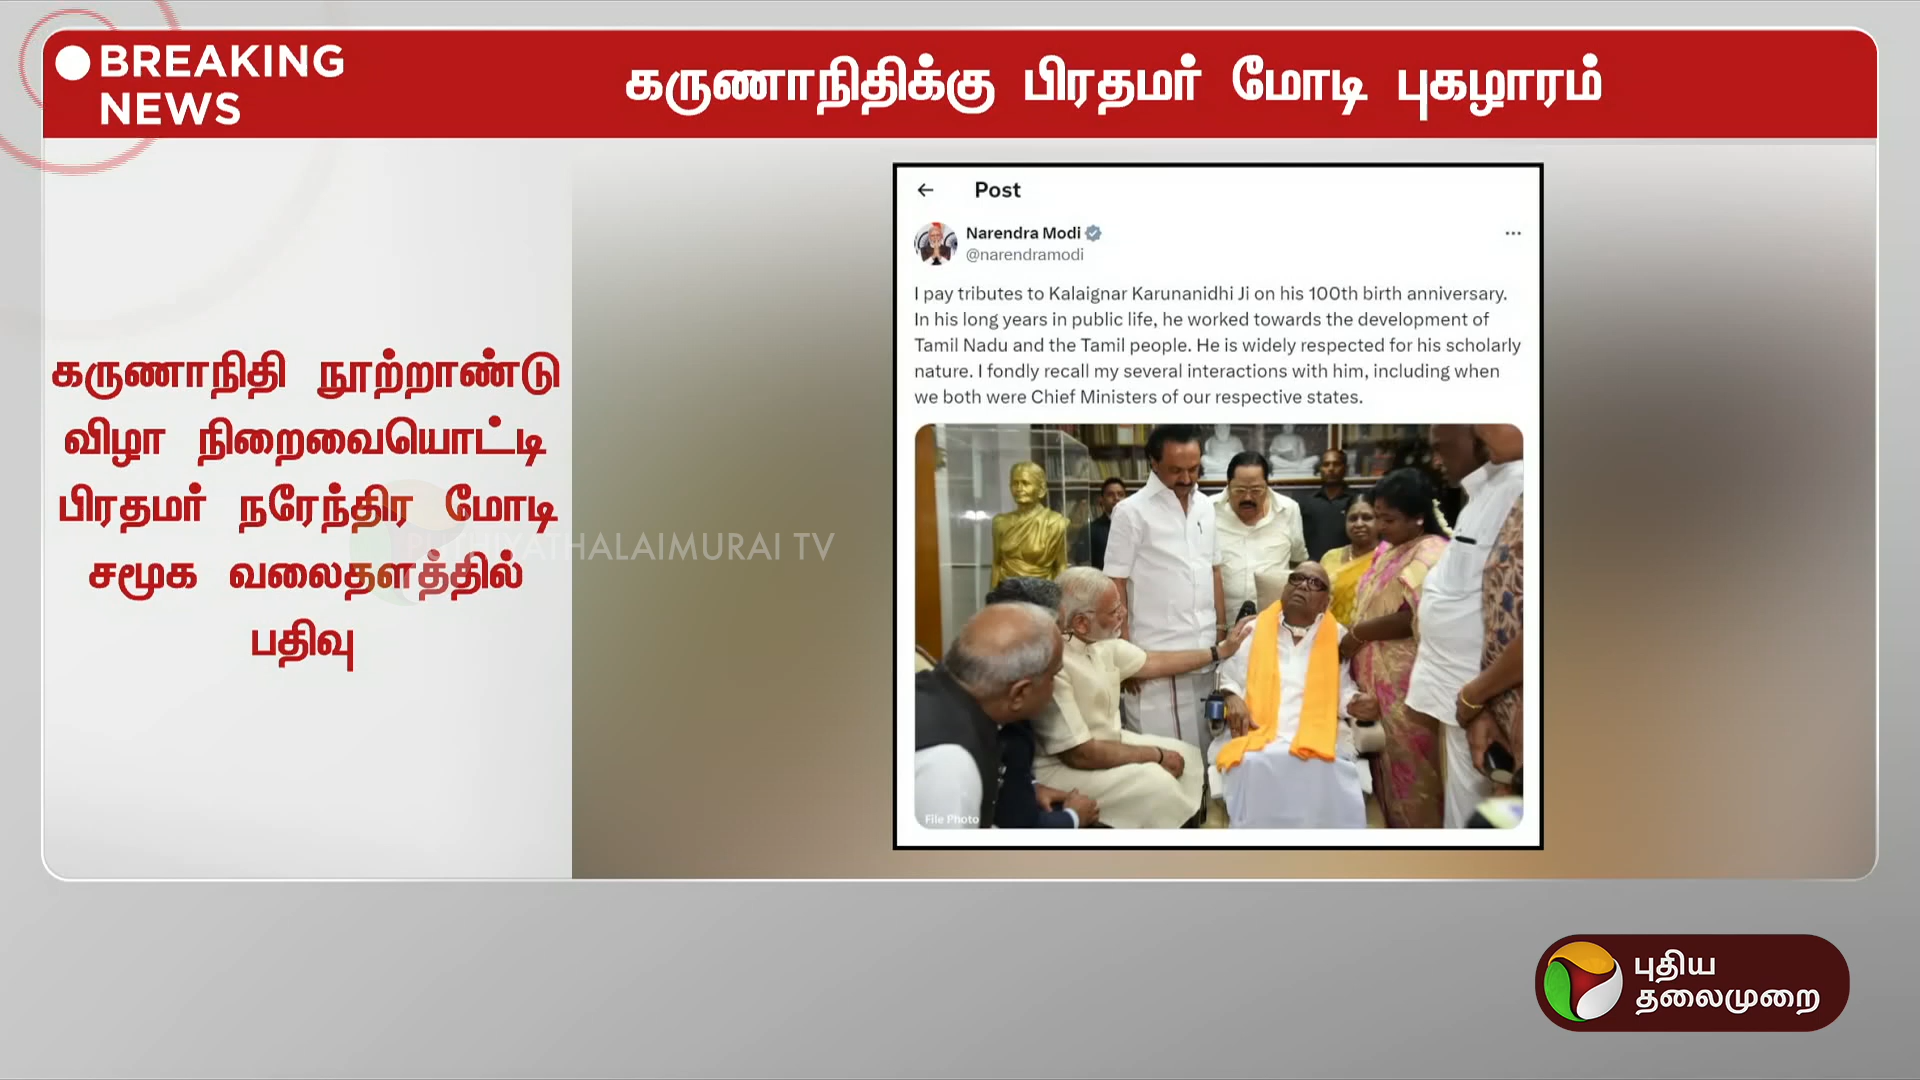 BREAKING
NEWS
கருணாநிதிக்கு பிரதமர் மோடி புகழாரம்
கருணாநிதி நூற்றாண்டு
விழா நிறைவையொட்டி
பிரதமர் நரேந்திர மோடி
சமூக வலைதளத்தில்
பதிவு
PUTHIYATHALAIMURAI TV
Post
Narendra Modi
@narendramodi
I pay tributes to Kalaignar Karunanidhi Ji on his 100th birth anniversary.
In his long years in public life, he worked towards the development of
Tamil Nadu and the Tamil people. He is widely respected for his scholarly
nature. I fondly recall my several interactions with him, including when
we both were Chief Ministers of our respective states.
File Photo
புதிய
தலைமுறை